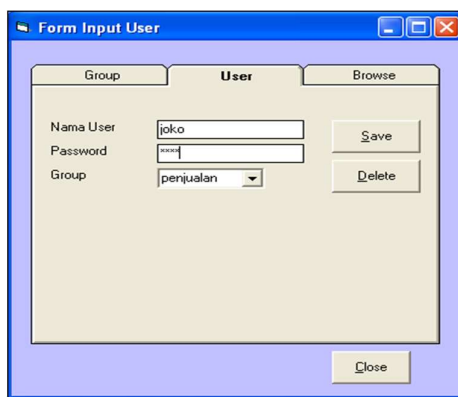 Form Input User
Group User Browse
Nama User joko Save
Password ****
Group penjualan Delete
Close